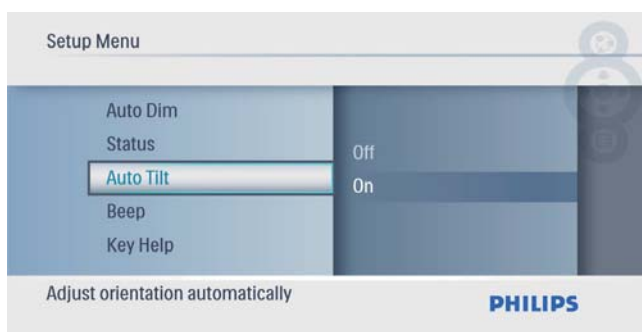 Setup Menu
Auto Dim
Status
Auto Tilt
Beep
Key Help
Off
On
Adjust orientation automatically
PHILIPS